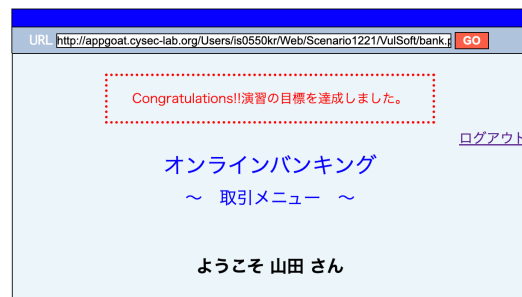 URL http://appgoat.cysec-lab.org/Users/is0550kr/Web/Scenario1221/VulSoft/bank.p GO
Congratulations!!演習の目標を達成しました。
ログアウト
オンラインバンキング
～ 取引メニュー ～
ようこそ 山田 さん